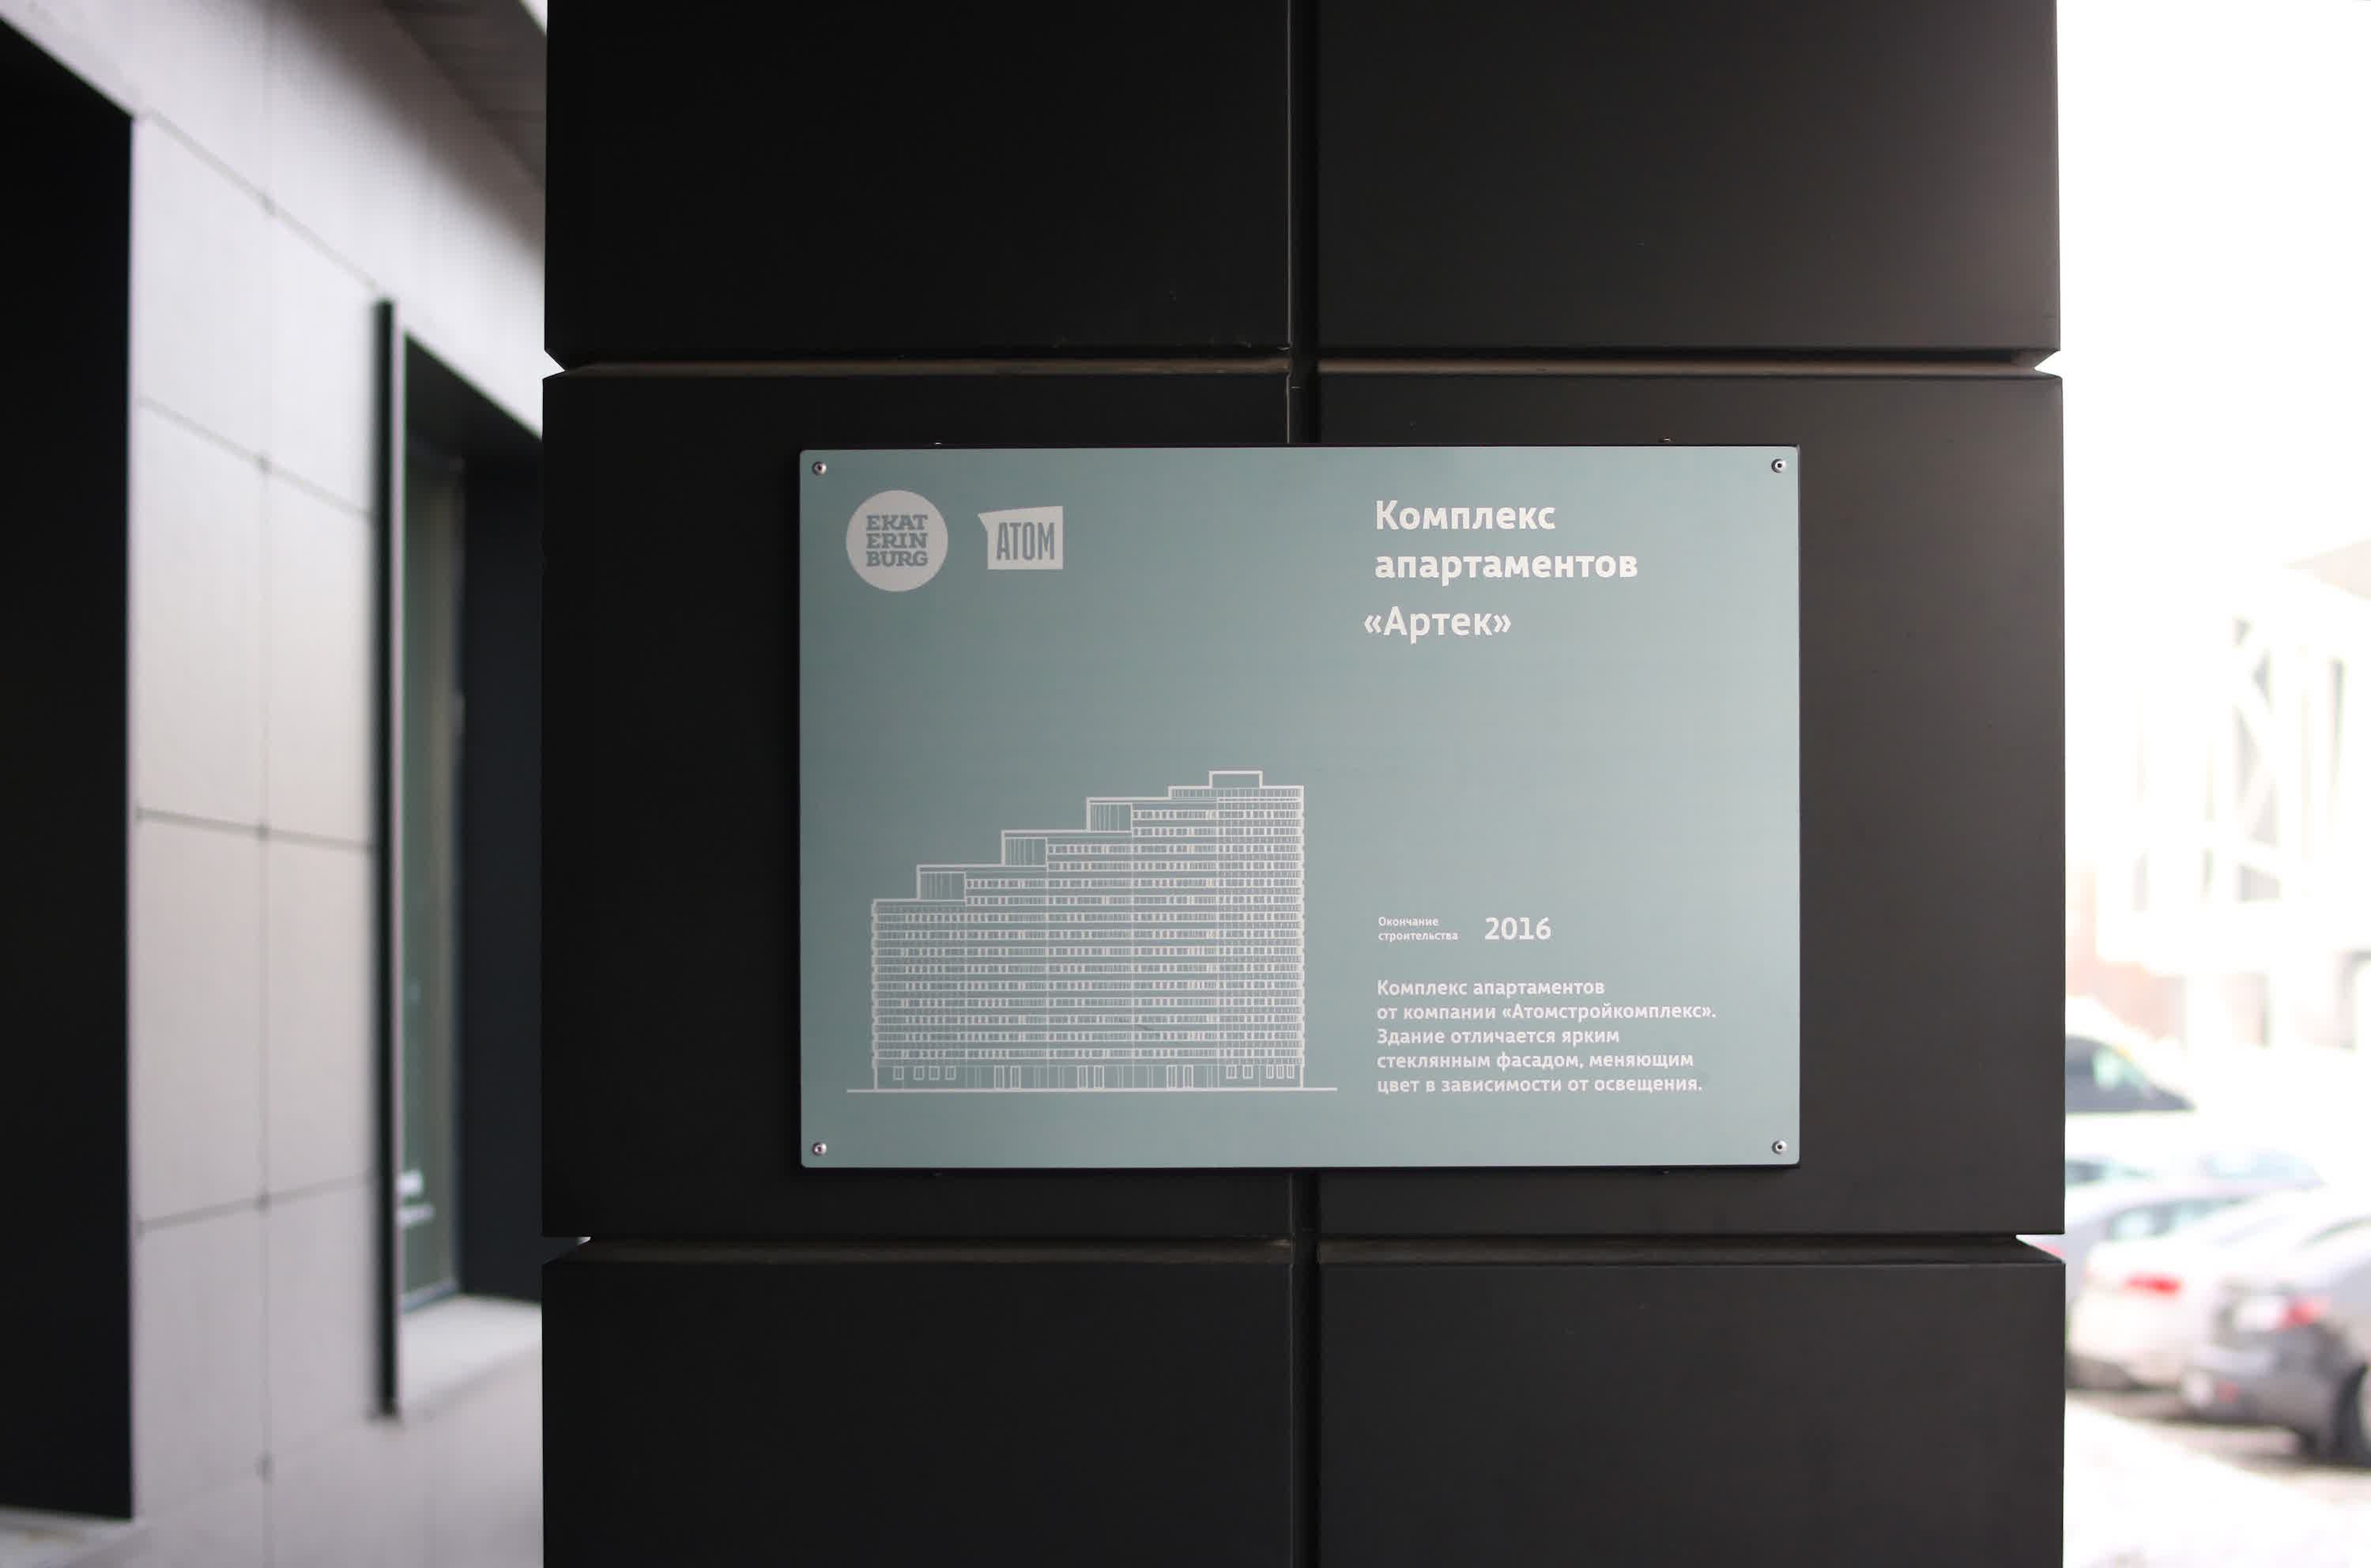 EKAT
ERIN
BURG
ATOM
Комплекс
апартаментов
«Артек»
Окончание
строительства
2016
Комплекс апартаментов
от компании «Атомстройкомплекс».
Здание отличается ярким
стеклянным фасадом, меняющим
цвет в зависимости от освещения.